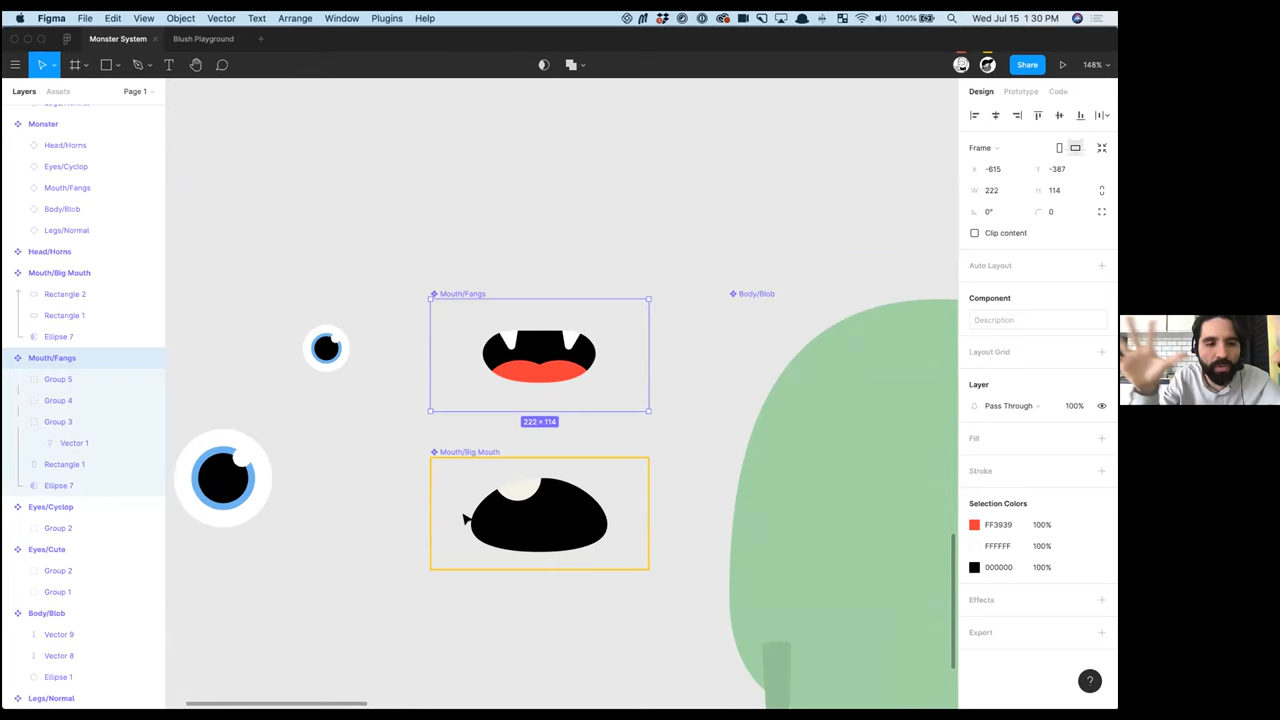 Figma File Edit View Object Vector Text Arrange Window Plugins Help 100% Wed Jul 15 1:30 PM
Monster System Blush Playground
Share 148%
Layers Assets Page 1
Monster
Head/Horns
Eyes/Cyclop
Mouth/Fangs
Body/Blob
Legs/Normal
Head/Horns
Mouth/Big Mouth
Rectangle 2
Rectangle 1
Ellipse 7
Mouth/Fangs
Group 5
Group 4
Group 3
Vector 1
Rectangle 1
Ellipse 7
Eyes/Cyclop
Group 2
Eyes/Cute
Group 2
Group 1
Body/Blob
Vector 9
Vector 8
Ellipse 1
Legs/Normal
Mouth/Fangs
222 × 114
Mouth/Big Mouth
Body/Blob
Design Prototype Code
Frame
X -615 Y -387
W 222 H 114
0° 0
Clip content
Auto Layout
Component
Description
Layout Grid
Layer
Pass Through 100%
Fill
Stroke
Selection Colors
FF3939 100%
FFFFFF 100%
000000 100%
Effects
Export
?